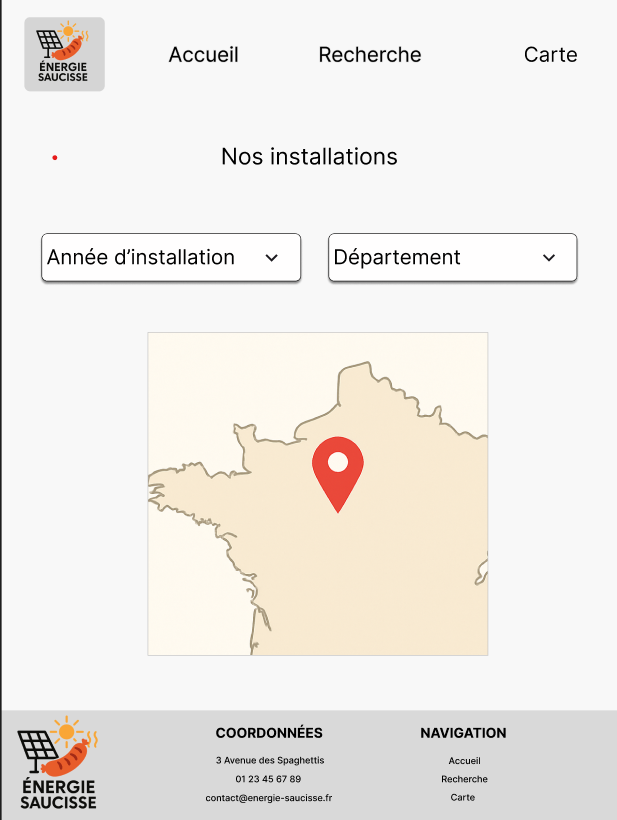 ÉNERGIE
SAUCISSE
Accueil
Recherche
Carte
Nos installations
Année d’installation
Département
ÉNERGIE
SAUCISSE
COORDONNÉES
3 Avenue des Spaghettis
01 23 45 67 89
contact@energie-saucisse.fr
NAVIGATION
Accueil
Recherche
Carte